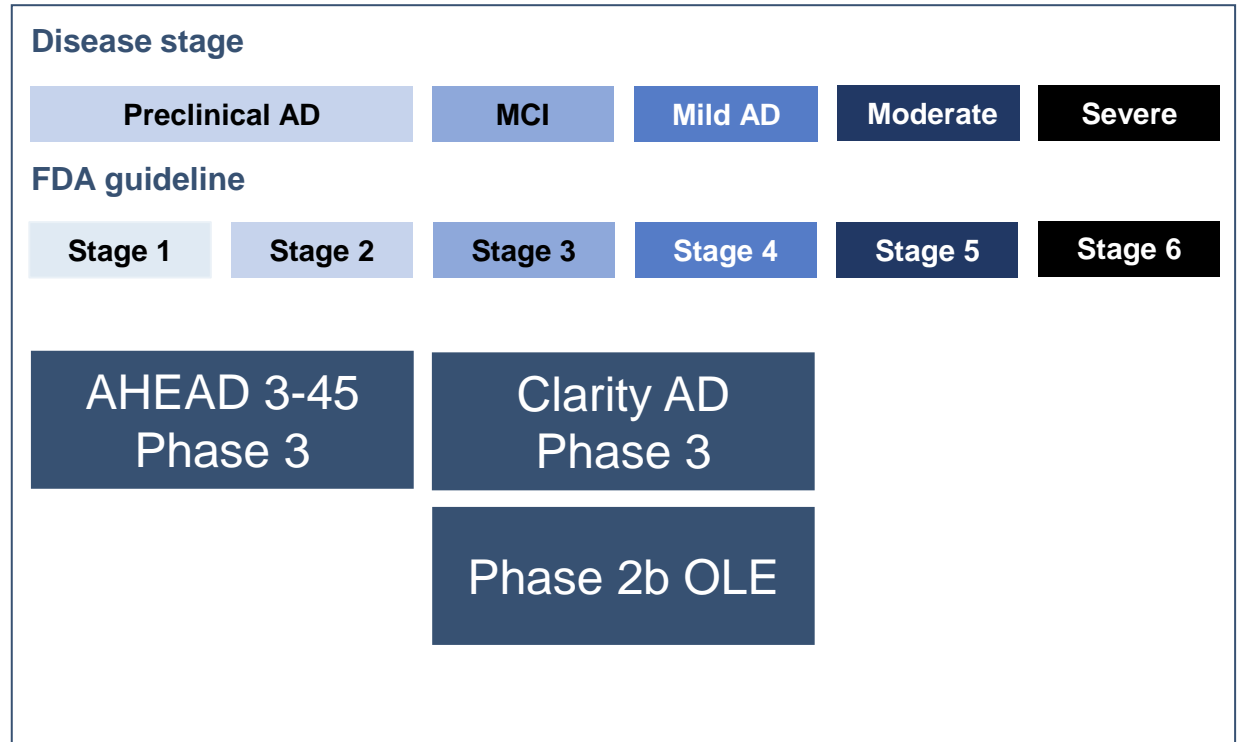 Disease stage
Preclinical AD MCI Mild AD Moderate Severe
FDA guideline
Stage 1 Stage 2 Stage 3 Stage 4 Stage 5 Stage 6
AHEAD 3-45
Phase 3
Clarity AD
Phase 3
Phase 2b OLE